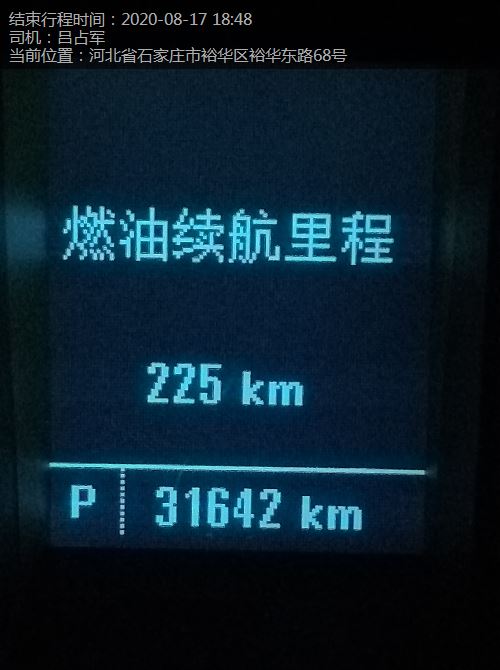 结束行程时间：2020-08-17 18:48
司机：吕占军
当前位置：河北省石家庄市裕华区裕华东路68号
燃油续航里程
225 km
P 31642 km